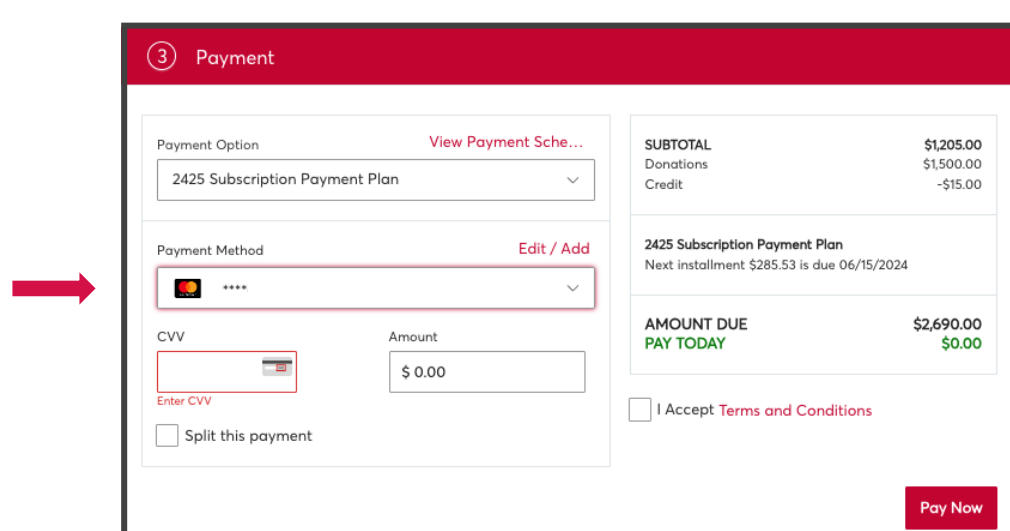 3 Payment
Payment Option View Payment Sche...
2425 Subscription Payment Plan
Payment Method Edit / Add
****
CVV Amount
$ 0.00
Enter CVV
Split this payment
SUBTOTAL $1,205.00
Donations $1,500.00
Credit -$15.00
2425 Subscription Payment Plan
Next installment $285.53 is due 06/15/2024
AMOUNT DUE $2,690.00
PAY TODAY $0.00
I Accept Terms and Conditions
Pay Now